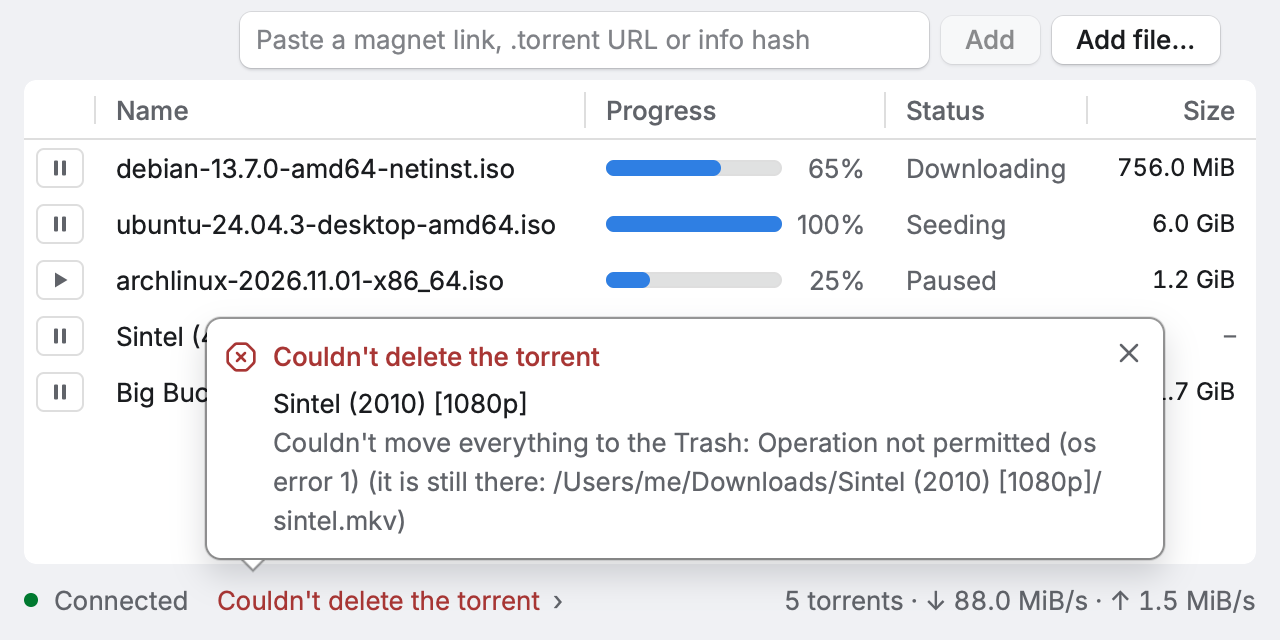 Paste a magnet link, .torrent URL or info hash
Add
Add file...
Name Progress Status Size
debian-13.7.0-amd64-netinst.iso 65% Downloading 756.0 MiB
ubuntu-24.04.3-desktop-amd64.iso 100% Seeding 6.0 GiB
archlinux-2026.11.01-x86_64.iso 25% Paused 1.2 GiB
Sintel ( –
Big Buc .7 GiB
Couldn't delete the torrent
Sintel (2010) [1080p]
Couldn't move everything to the Trash: Operation not permitted (os
error 1) (it is still there: /Users/me/Downloads/Sintel (2010) [1080p]/
sintel.mkv)
Connected Couldn't delete the torrent ›
5 torrents · ↓ 88.0 MiB/s · ↑ 1.5 MiB/s